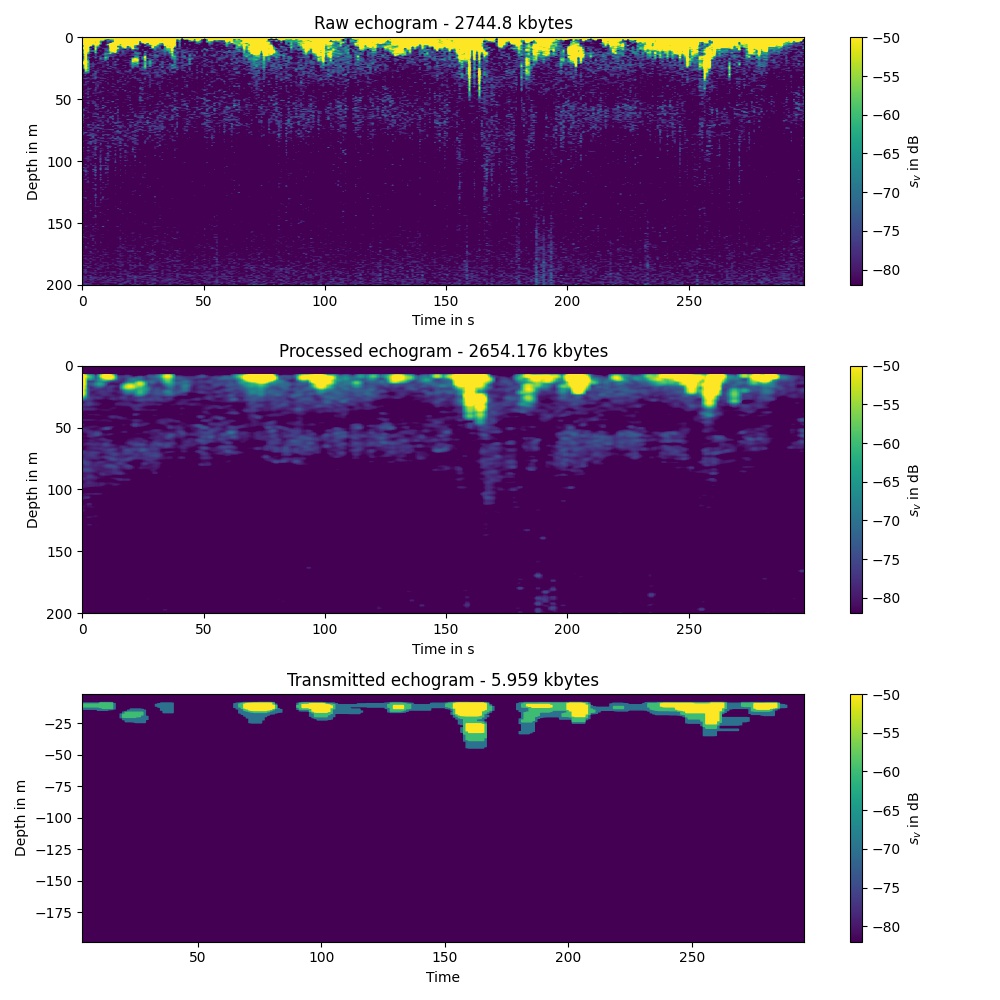 Raw echogram - 2744.8 kbytes
0
50
100
150
200
Depth in m
0 50 100 150 200 250
Time in s
−50
−55
−60
−65
−70
−75
−80
s_v in dB
Processed echogram - 2654.176 kbytes
0
50
100
150
200
Depth in m
0 50 100 150 200 250
Time in s
−50
−55
−60
−65
−70
−75
−80
s_v in dB
Transmitted echogram - 5.959 kbytes
−25
−50
−75
−100
−125
−150
−175
Depth in m
50 100 150 200 250
Time
−50
−55
−60
−65
−70
−75
−80
s_v in dB